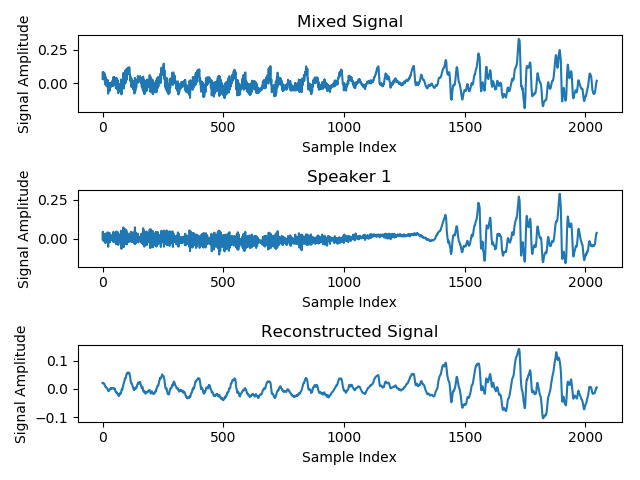 Mixed Signal
Signal Amplitude
0.25
0.00
0 500 1000 1500 2000
Sample Index
Speaker 1
Signal Amplitude
0.25
0.00
0 500 1000 1500 2000
Sample Index
Reconstructed Signal
Signal Amplitude
0.1
0.0
−0.1
0 500 1000 1500 2000
Sample Index